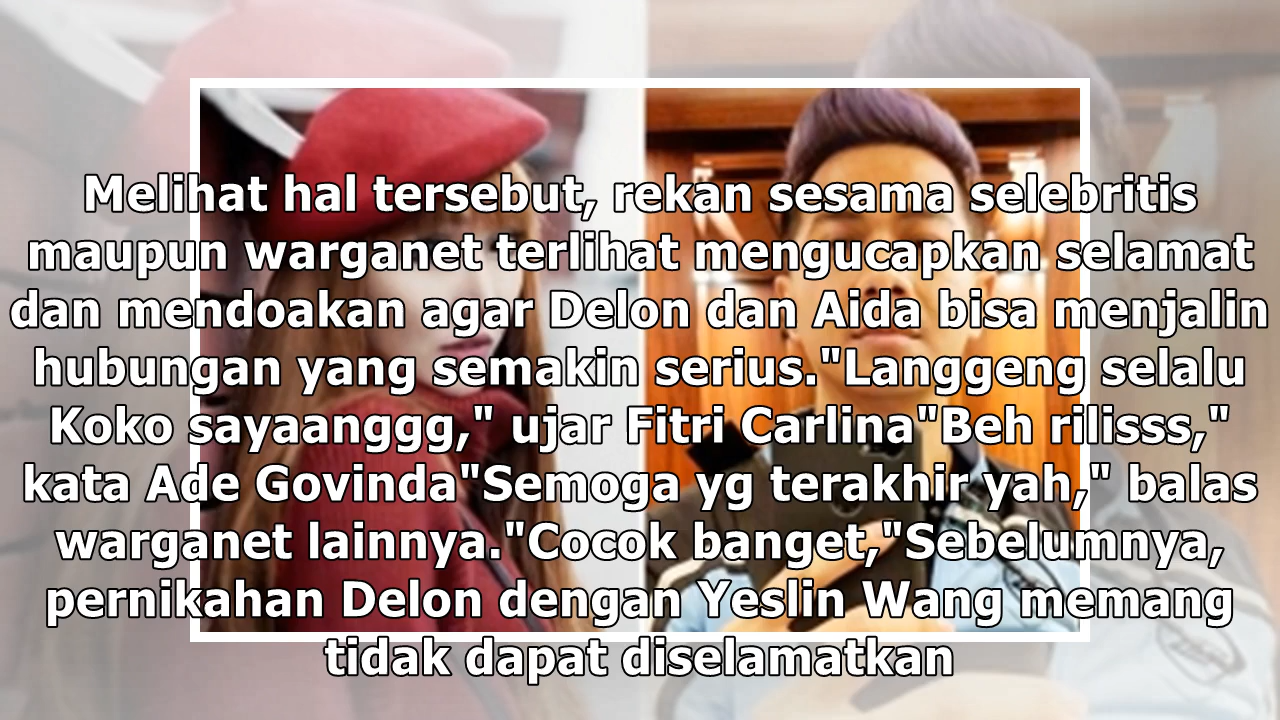 Melihat hal tersebut, rekan sesama selebritis
maupun warganet terlihat mengucapkan selamat
dan mendoakan agar Delon dan Aida bisa menjalin
hubungan yang semakin serius."Langgeng selalu
Koko sayaanggg," ujar Fitri Carlina"Beh rilisss,"
kata Ade Govinda"Semoga yg terakhir yah," balas
warganet lainnya."Cocok banget,"Sebelumnya,
pernikahan Delon dengan Yeslin Wang memang
tidak dapat diselamatkan